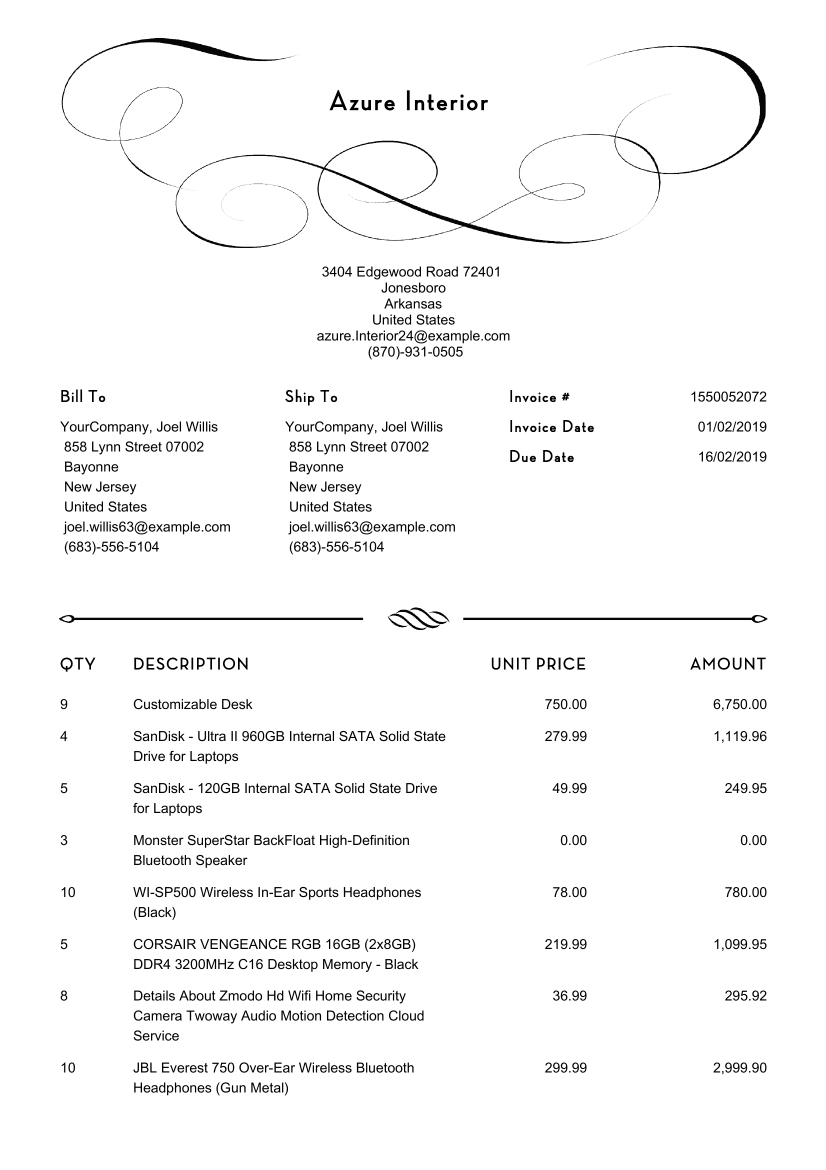 Azure Interior
3404 Edgewood Road 72401
Jonesboro
Arkansas
United States
azure.Interior24@example.com
(870)-931-0505
Bill To
YourCompany, Joel Willis
858 Lynn Street 07002
Bayonne
New Jersey
United States
joel.willis63@example.com
(683)-556-5104
Ship To
YourCompany, Joel Willis
858 Lynn Street 07002
Bayonne
New Jersey
United States
joel.willis63@example.com
(683)-556-5104
Invoice # 1550052072
Invoice Date 01/02/2019
Due Date 16/02/2019
QTY DESCRIPTION UNIT PRICE AMOUNT
9 Customizable Desk 750.00 6,750.00
4 SanDisk - Ultra II 960GB Internal SATA Solid State 279.99 1,119.96
Drive for Laptops
5 SanDisk - 120GB Internal SATA Solid State Drive 49.99 249.95
for Laptops
3 Monster SuperStar BackFloat High-Definition 0.00 0.00
Bluetooth Speaker
10 WI-SP500 Wireless In-Ear Sports Headphones 78.00 780.00
(Black)
5 CORSAIR VENGEANCE RGB 16GB (2x8GB) 219.99 1,099.95
DDR4 3200MHz C16 Desktop Memory - Black
8 Details About Zmodo Hd Wifi Home Security 36.99 295.92
Camera Twoway Audio Motion Detection Cloud
Service
10 JBL Everest 750 Over-Ear Wireless Bluetooth 299.99 2,999.90
Headphones (Gun Metal)